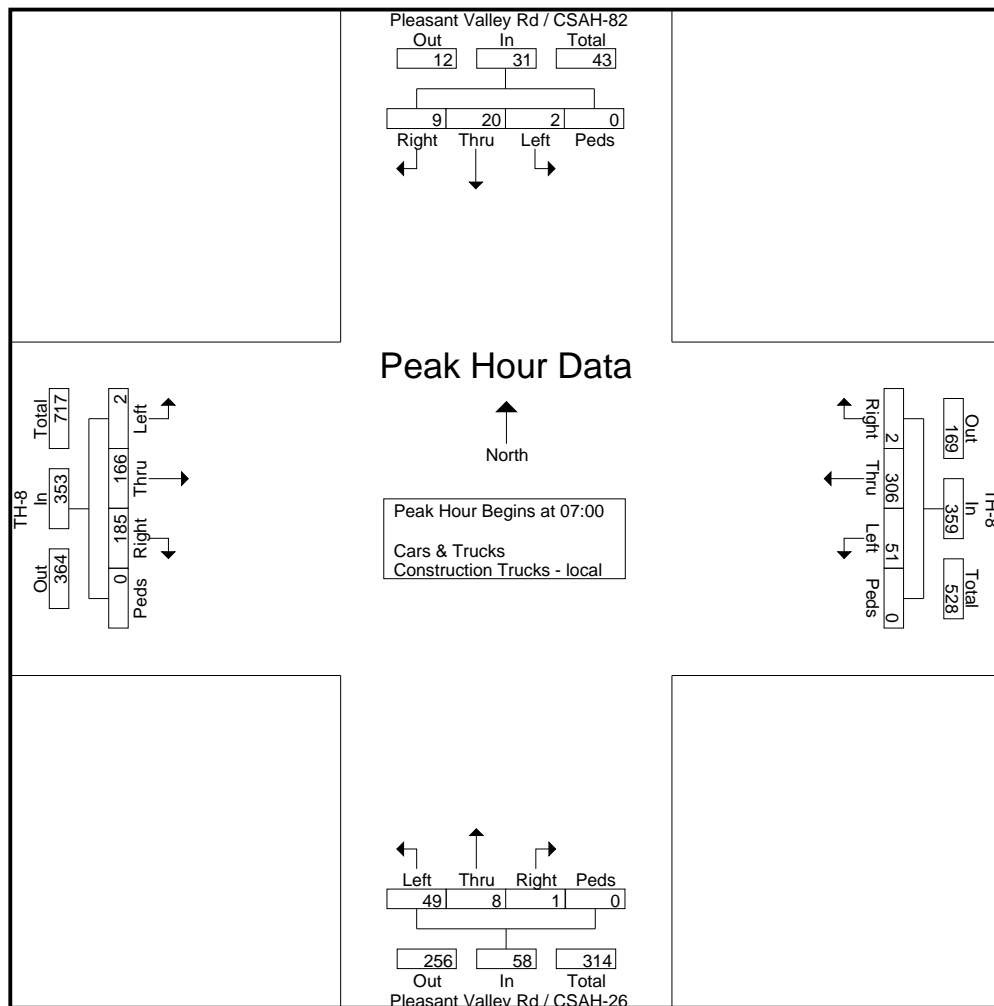 Pleasant Valley Rd / CSAH-82
Out In Total
12 31 43
9 20 2 0
Right Thru Left Peds
Peak Hour Data
North
Peak Hour Begins at 07:00
Cars & Trucks
Construction Trucks - local
TH-8
Out In Total
364 353 717
2 166 185 0
Left Thru Right Peds
TH-8
Out In Total
169 359 528
2 306 51 0
Right Thru Left Peds
Left Thru Right Peds
49 8 1 0
256 58 314
Out In Total
Pleasant Valley Rd / CSAH-26